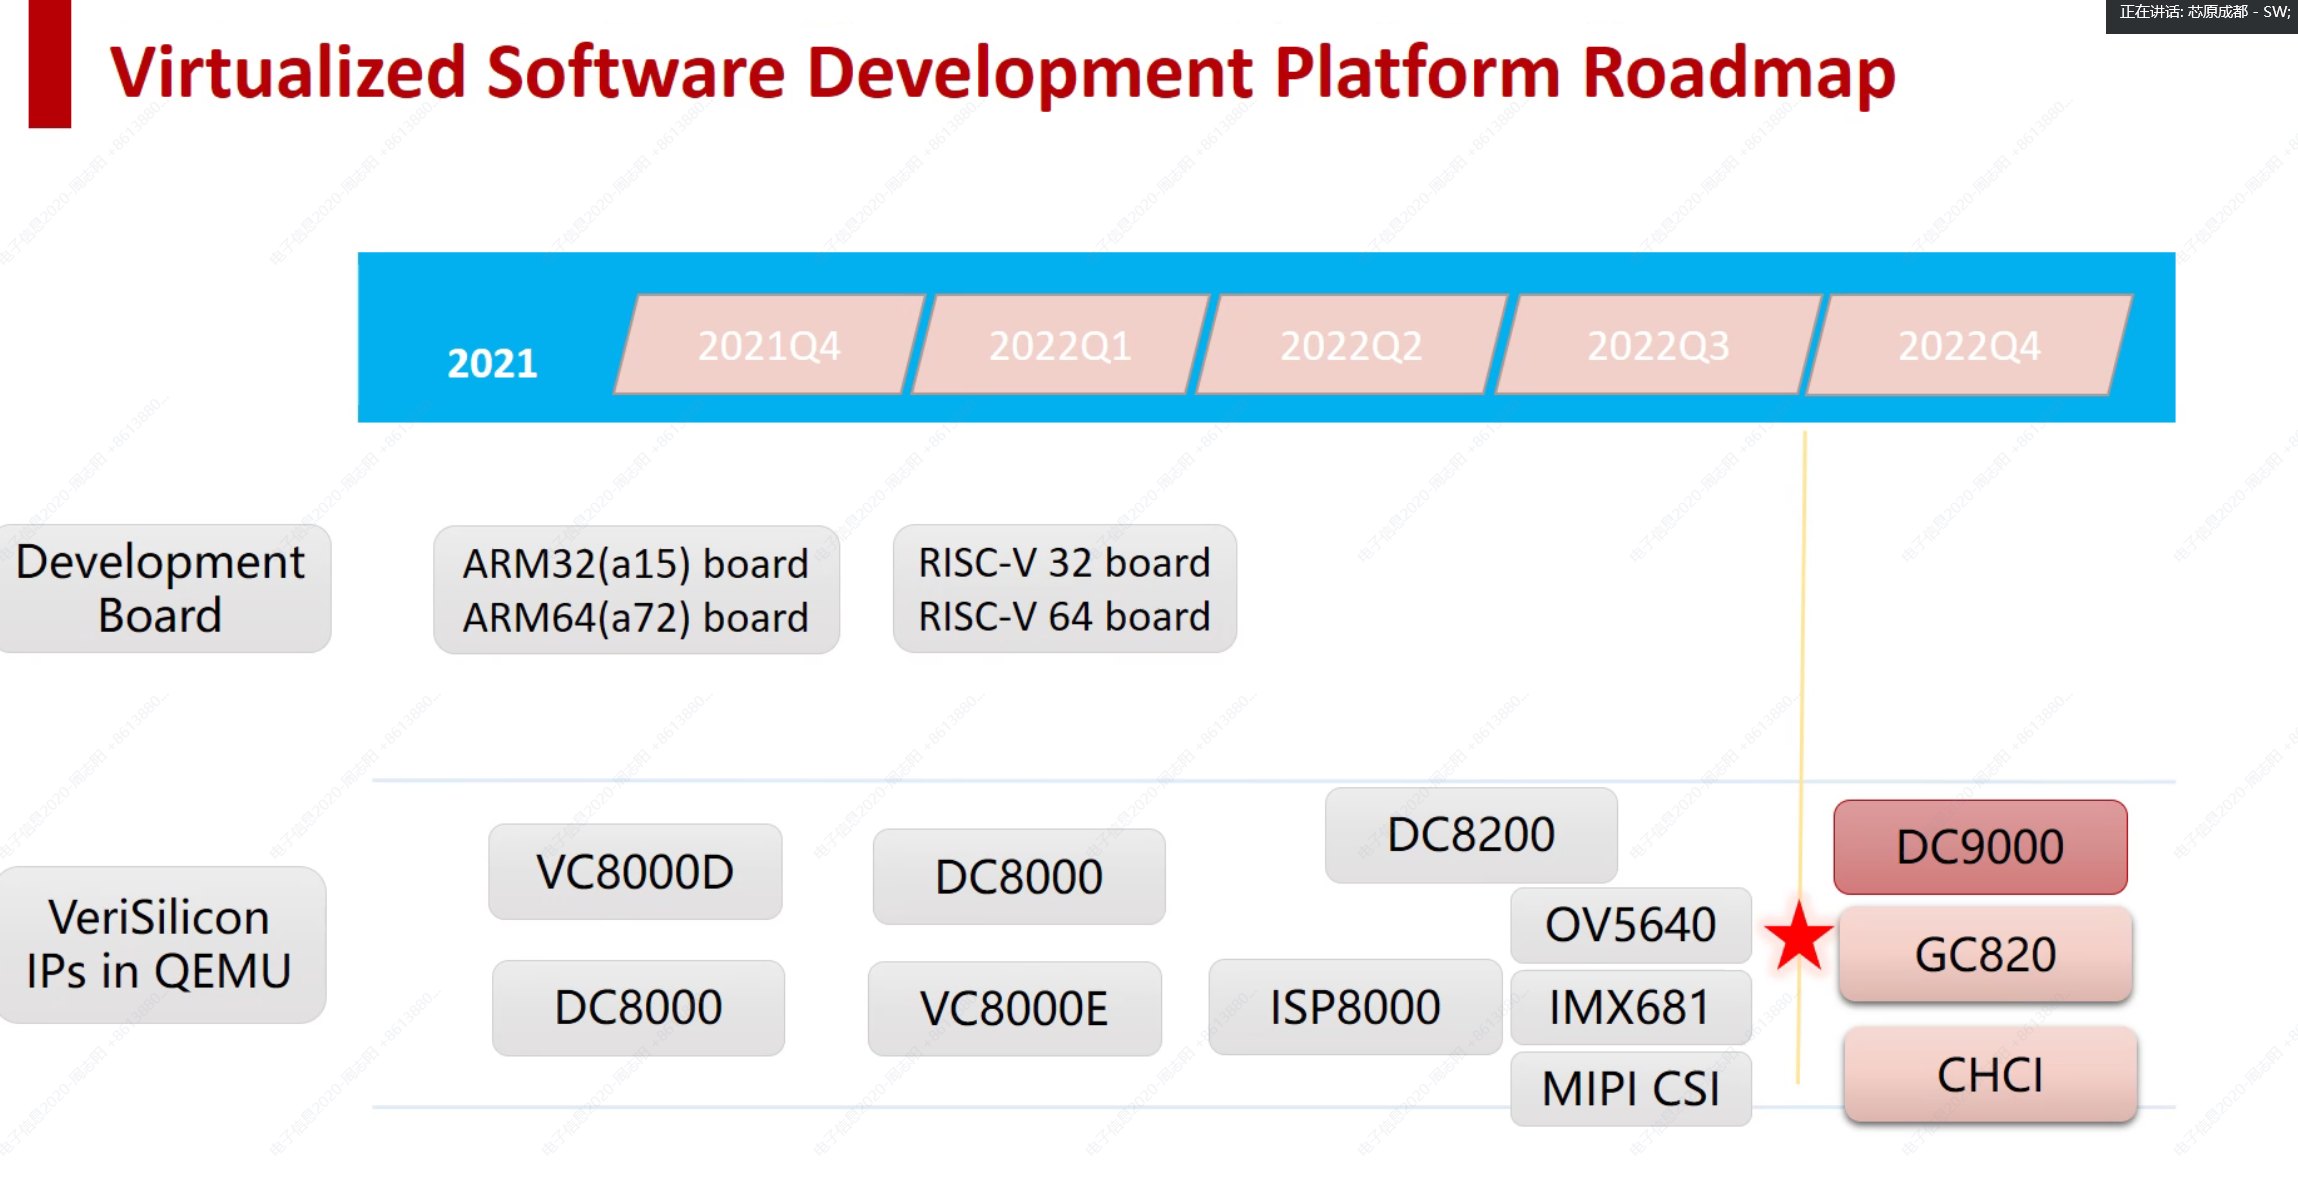 正在讲话: 芯原成都 - SW;
Virtualized Software Development Platform Roadmap
2021
2021Q4
2022Q1
2022Q2
2022Q3
2022Q4
Development
Board
ARM32(a15) board
ARM64(a72) board
RISC-V 32 board
RISC-V 64 board
VeriSilicon
IPs in QEMU
VC8000D
DC8000
DC8000
VC8000E
DC8200
ISP8000
OV5640
IMX681
MIPI CSI
DC9000
GC820
CHCI